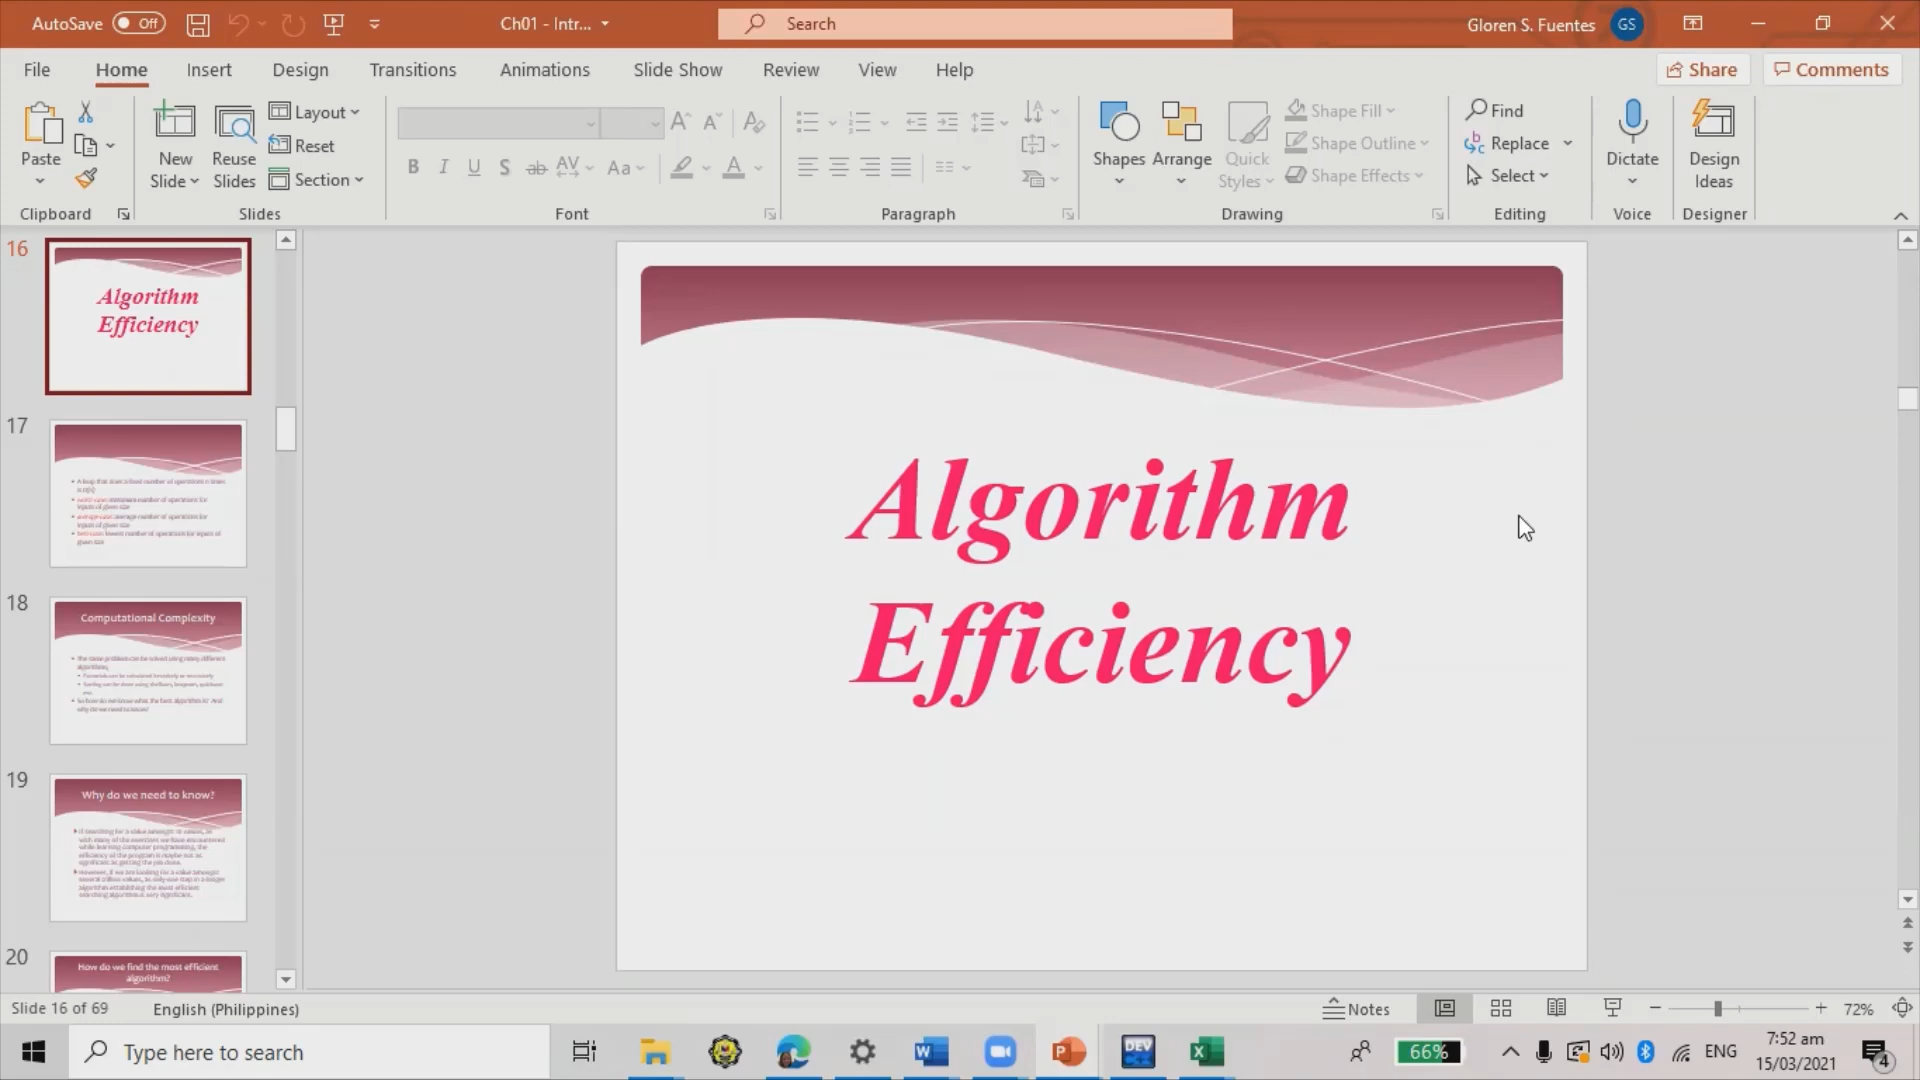 AutoSave Off Ch01 - Intr... Search Gloren S. Fuentes GS
File Home Insert Design Transitions Animations Slide Show Review View Help Share Comments
Paste
Clipboard
New Slide
Reuse Slides
Layout
Reset
Section
Slides
B I U S ab AV Aa A
Font
Paragraph
Shapes
Arrange
Quick Styles
Shape Fill
Shape Outline
Shape Effects
Drawing
Find
Replace
Select
Editing
Dictate
Voice
Design Ideas
Designer
16
Algorithm
Efficiency
17
18
Computational Complexity
19
Why do we need to know?
20
How do we find the most efficient
algorithm?
Algorithm
Efficiency
Slide 16 of 69 English (Philippines) Notes 72%
Type here to search
W
P
DEV
X
66%
ENG
7:52 am
15/03/2021
4